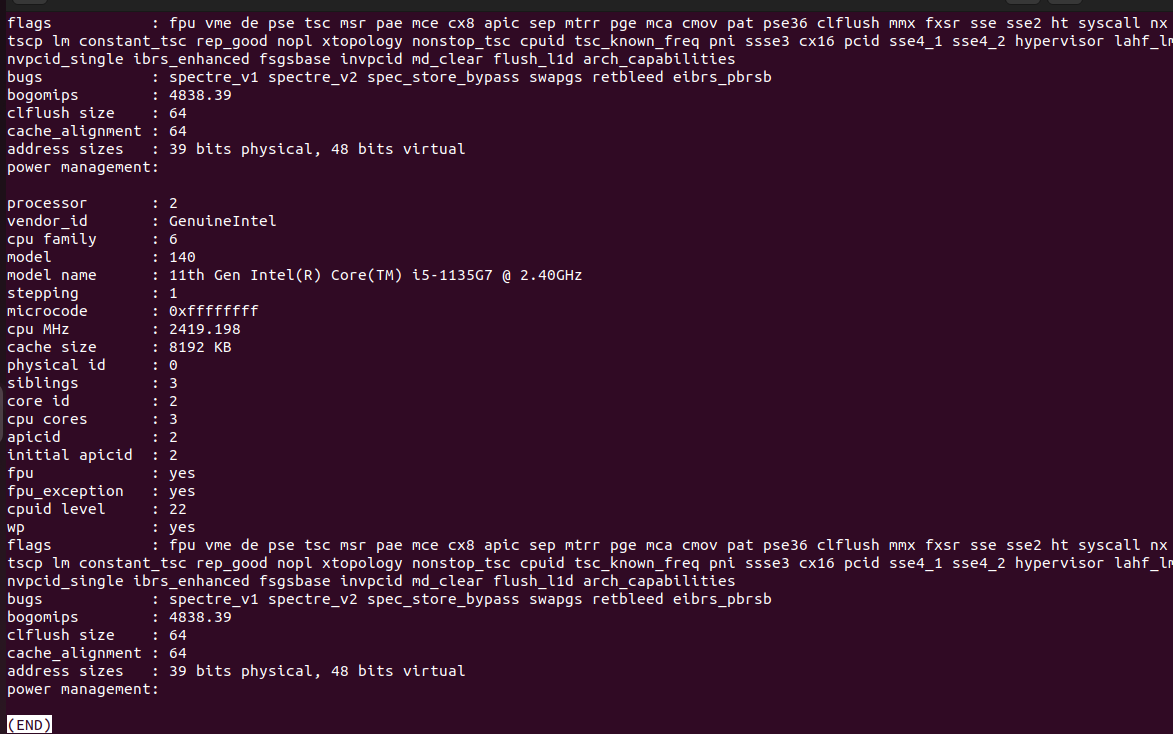 flags           : fpu vme de pse tsc msr pae mce cx8 apic sep mtrr pge mca cmov pat pse36 clflush mmx fxsr sse sse2 ht syscall nx
tscp lm constant_tsc rep_good nopl xtopology nonstop_tsc cpuid tsc_known_freq pni ssse3 cx16 pcid sse4_1 sse4_2 hypervisor lahf_lm
nvpcid_single ibrs_enhanced fsgsbase invpcid md_clear flush_l1d arch_capabilities
bugs            : spectre_v1 spectre_v2 spec_store_bypass swapgs retbleed eibrs_pbrsb
bogomips        : 4838.39
clflush size    : 64
cache_alignment : 64
address sizes   : 39 bits physical, 48 bits virtual
power management:

processor       : 2
vendor_id       : GenuineIntel
cpu family      : 6
model           : 140
model name      : 11th Gen Intel(R) Core(TM) i5-1135G7 @ 2.40GHz
stepping        : 1
microcode       : 0xffffffff
cpu MHz         : 2419.198
cache size      : 8192 KB
physical id     : 0
siblings        : 3
core id         : 2
cpu cores       : 3
apicid          : 2
initial apicid  : 2
fpu             : yes
fpu_exception   : yes
cpuid level     : 22
wp              : yes
flags           : fpu vme de pse tsc msr pae mce cx8 apic sep mtrr pge mca cmov pat pse36 clflush mmx fxsr sse sse2 ht syscall nx
tscp lm constant_tsc rep_good nopl xtopology nonstop_tsc cpuid tsc_known_freq pni ssse3 cx16 pcid sse4_1 sse4_2 hypervisor lahf_lm
nvpcid_single ibrs_enhanced fsgsbase invpcid md_clear flush_l1d arch_capabilities
bugs            : spectre_v1 spectre_v2 spec_store_bypass swapgs retbleed eibrs_pbrsb
bogomips        : 4838.39
clflush size    : 64
cache_alignment : 64
address sizes   : 39 bits physical, 48 bits virtual
power management:

(END)